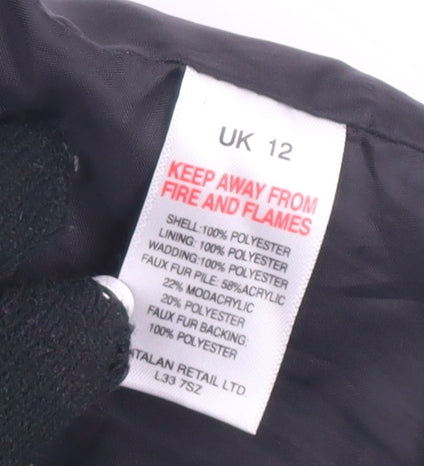 UK 12
KEEP AWAY FROM
FIRE AND FLAMES
SHELL:100% POLYESTER
LINING: 100% POLYESTER
WADDING: 100% POLYESTER
FAUX FUR PILE: 58%ACRYLIC
22% MODACRYLIC
20% POLYESTER
FAUX FUR BACKING:
100% POLYESTER
NTALAN RETAIL LTD.
L33 7SZ